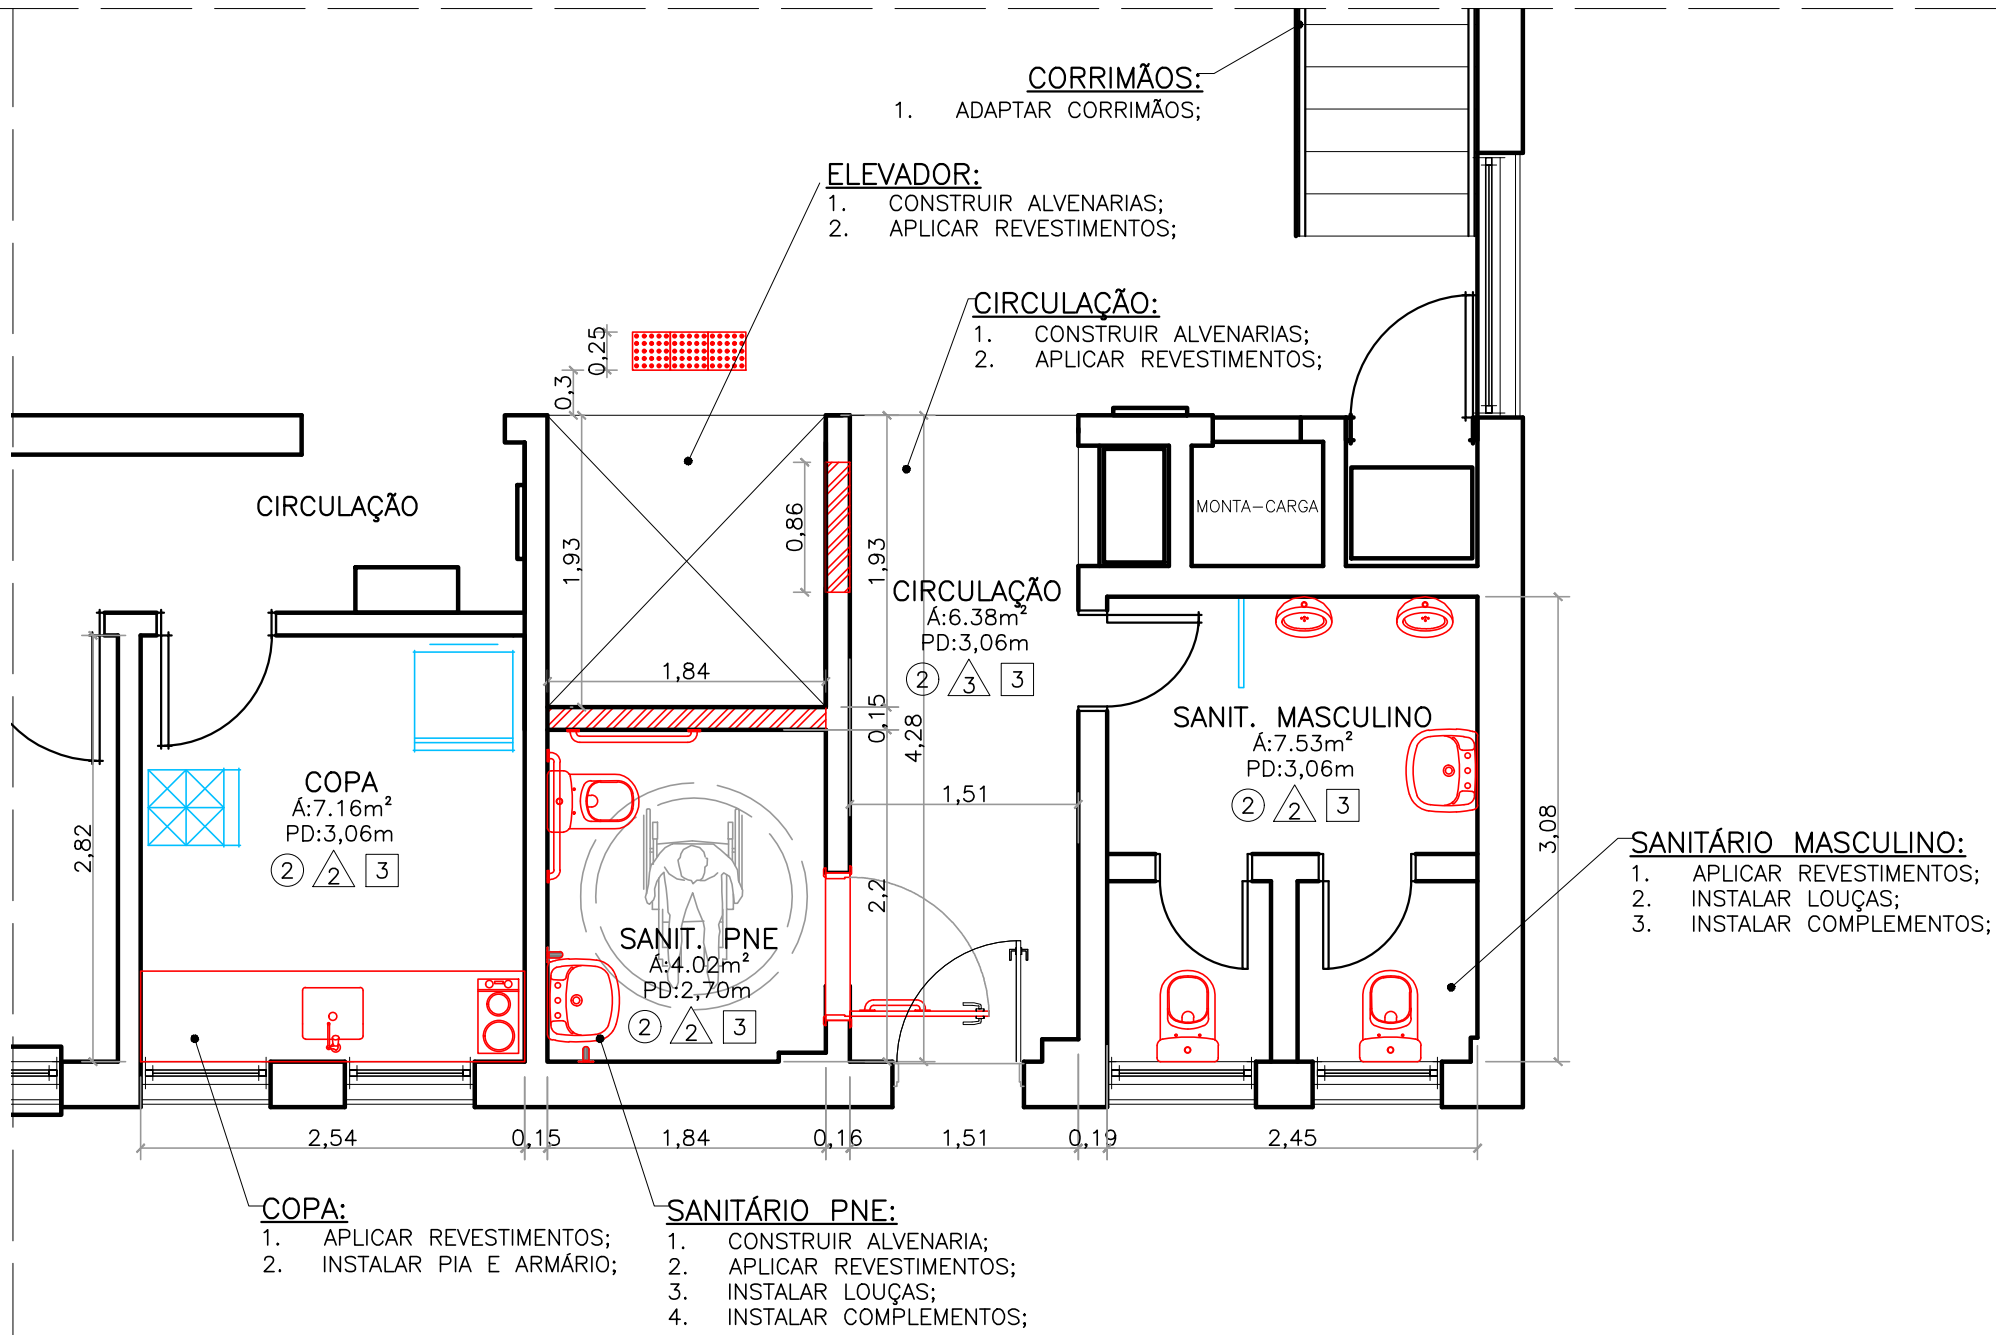 CORRIMÃOS:
1. ADAPTAR CORRIMÃOS;
ELEVADOR:
1. CONSTRUIR ALVENARIAS;
2. APLICAR REVESTIMENTOS;
CIRCULAÇÃO:
1. CONSTRUIR ALVENARIAS;
2. APLICAR REVESTIMENTOS;
0,25
0,3
CIRCULAÇÃO
MONTA-CARGA
1,93
0,86
1,93
CIRCULAÇÃO
Á:6.38m²
PD:3,06m
2 3 3
1,84
0,15
4,28
SANIT. MASCULINO
Á:7.53m²
PD:3,06m
2 2 3
COPA
Á:7.16m²
PD:3,06m
2 2 3
2,82
1,51
3,08
2,2
SANITÁRIO MASCULINO:
1. APLICAR REVESTIMENTOS;
2. INSTALAR LOUÇAS;
3. INSTALAR COMPLEMENTOS;
SANIT. PNE
Á:4.02m²
PD:2,70m
2 2 3
2,54 0,15 1,84 0,16 1,51 0,19 2,45
COPA:
1. APLICAR REVESTIMENTOS;
2. INSTALAR PIA E ARMÁRIO;
SANITÁRIO PNE:
1. CONSTRUIR ALVENARIA;
2. APLICAR REVESTIMENTOS;
3. INSTALAR LOUÇAS;
4. INSTALAR COMPLEMENTOS;